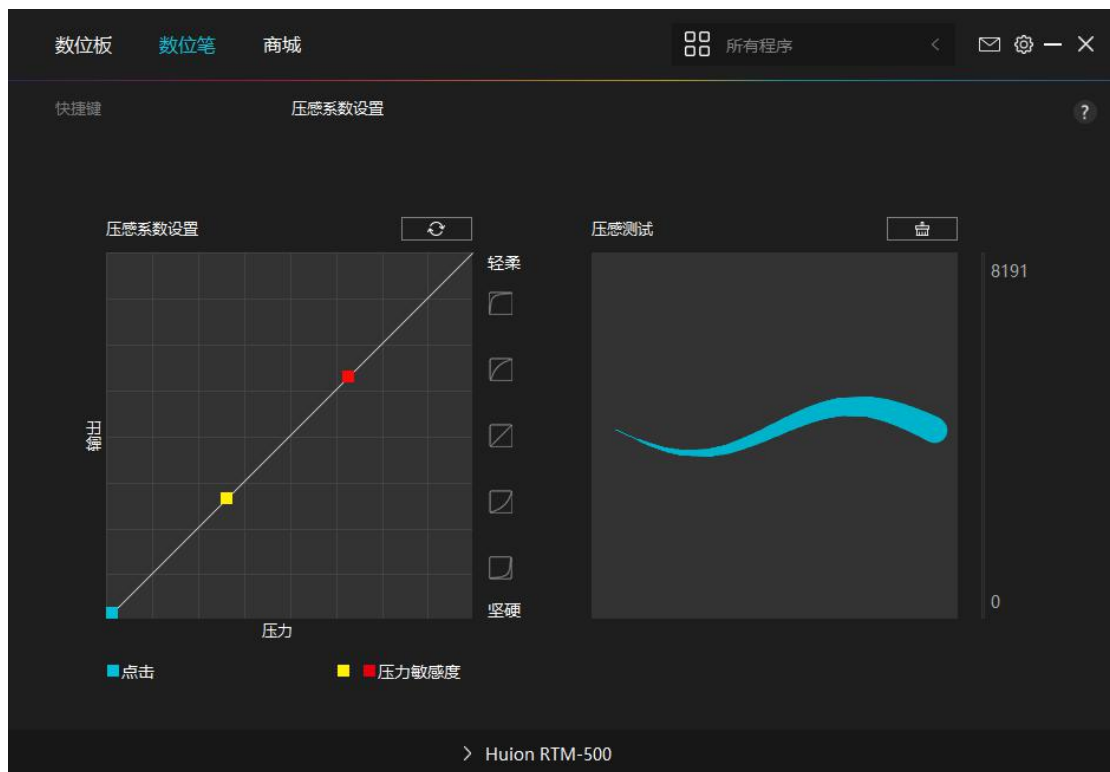 数位板 数位笔 商城 所有程序
快捷键 压感系数设置 ?
压感系数设置 压感测试
轻柔
8191
输出
坚硬
0
压力
点击 压力敏感度
Huion RTM-500